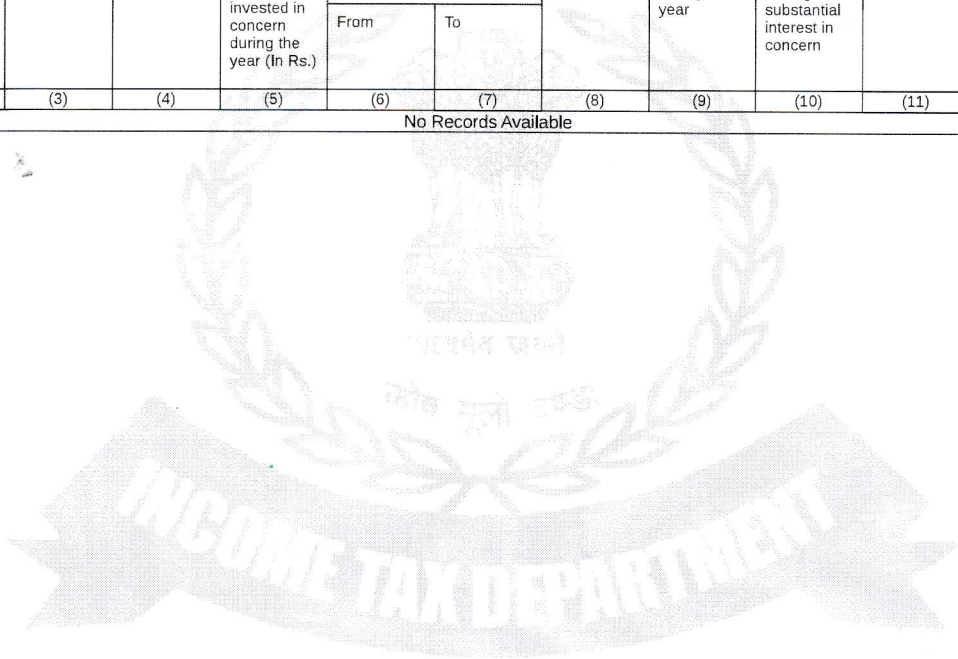 invested in concern during the year (In Rs.)
From
To
year
substantial interest in concern
(3) (4) (5) (6) (7) (8) (9) (10) (11)
No Records Available
कोष मूलो दण्डः
INCOME TAX DEPARTMENT